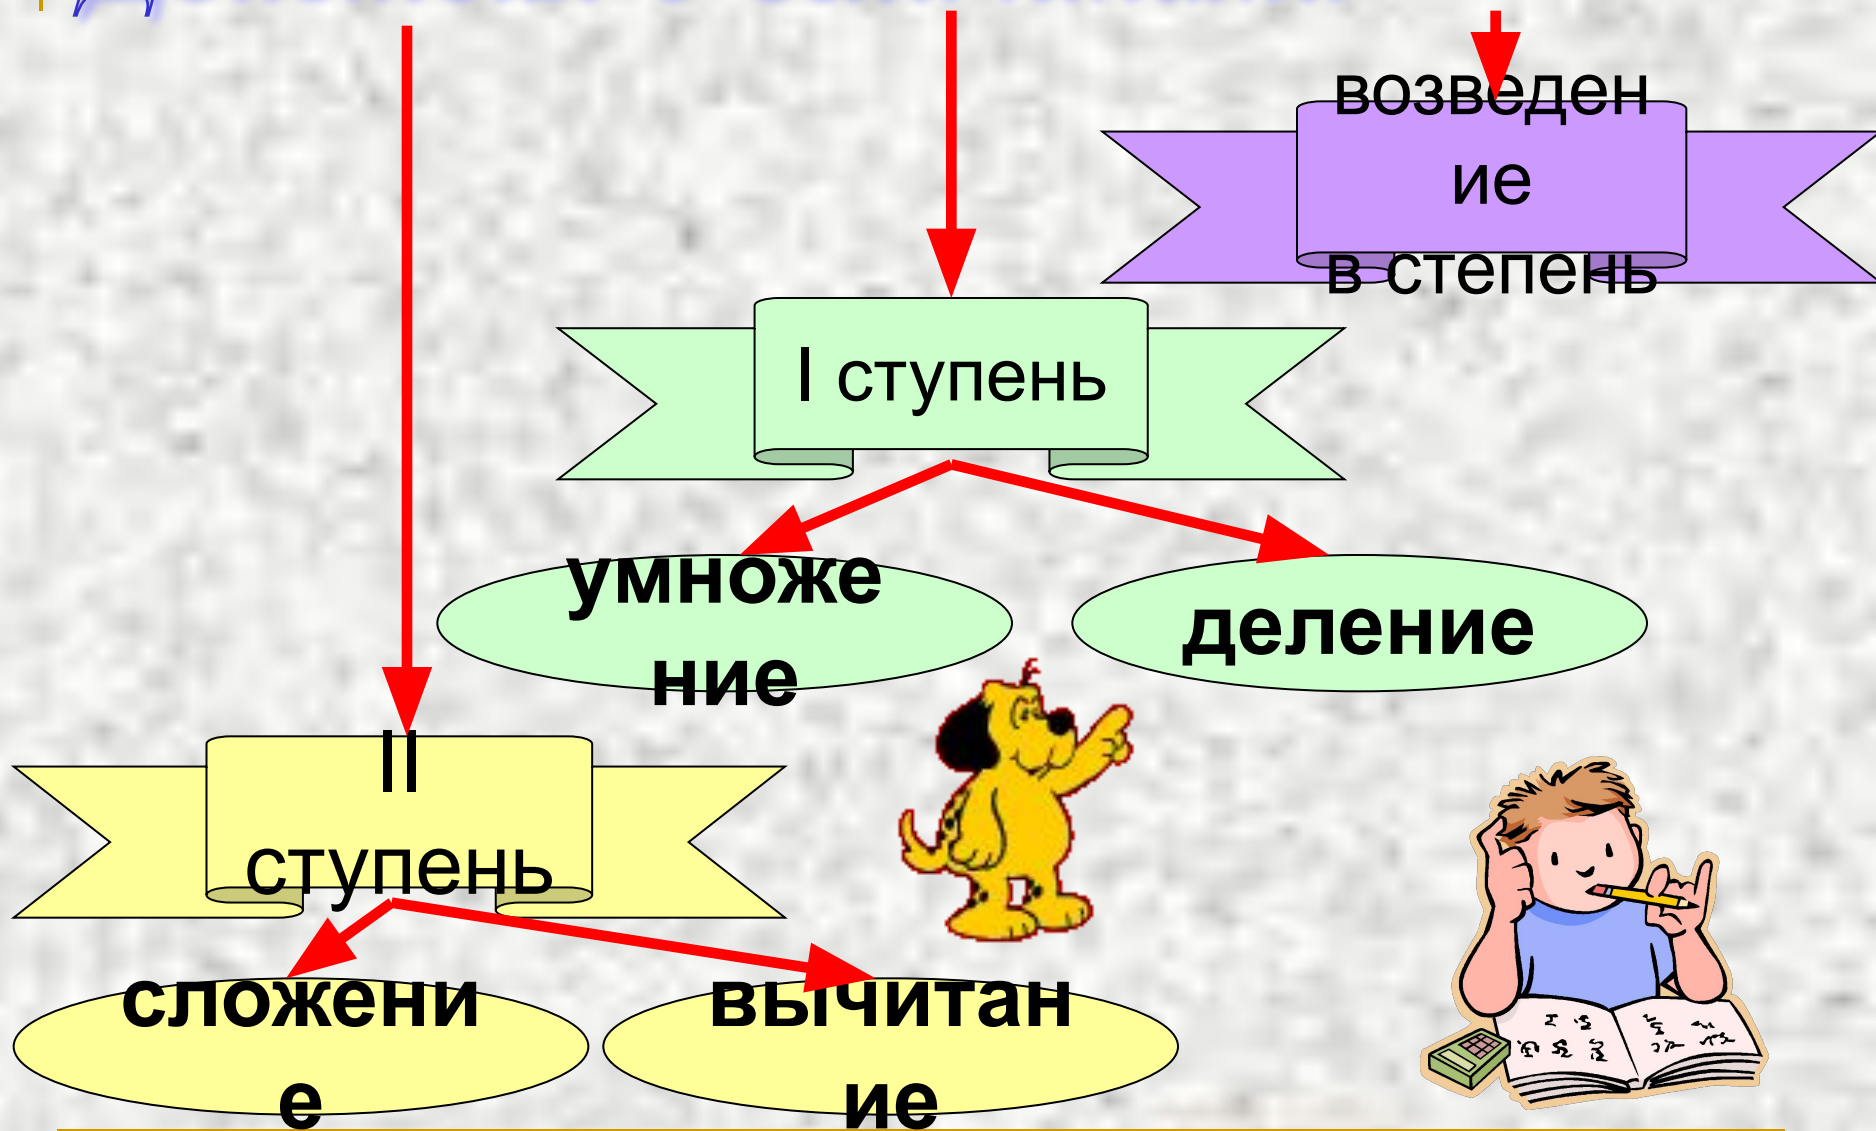 возведен
ие
в степень
I ступень
умноже
ние
деление
II
ступень
сложени
е
вычитан
ие